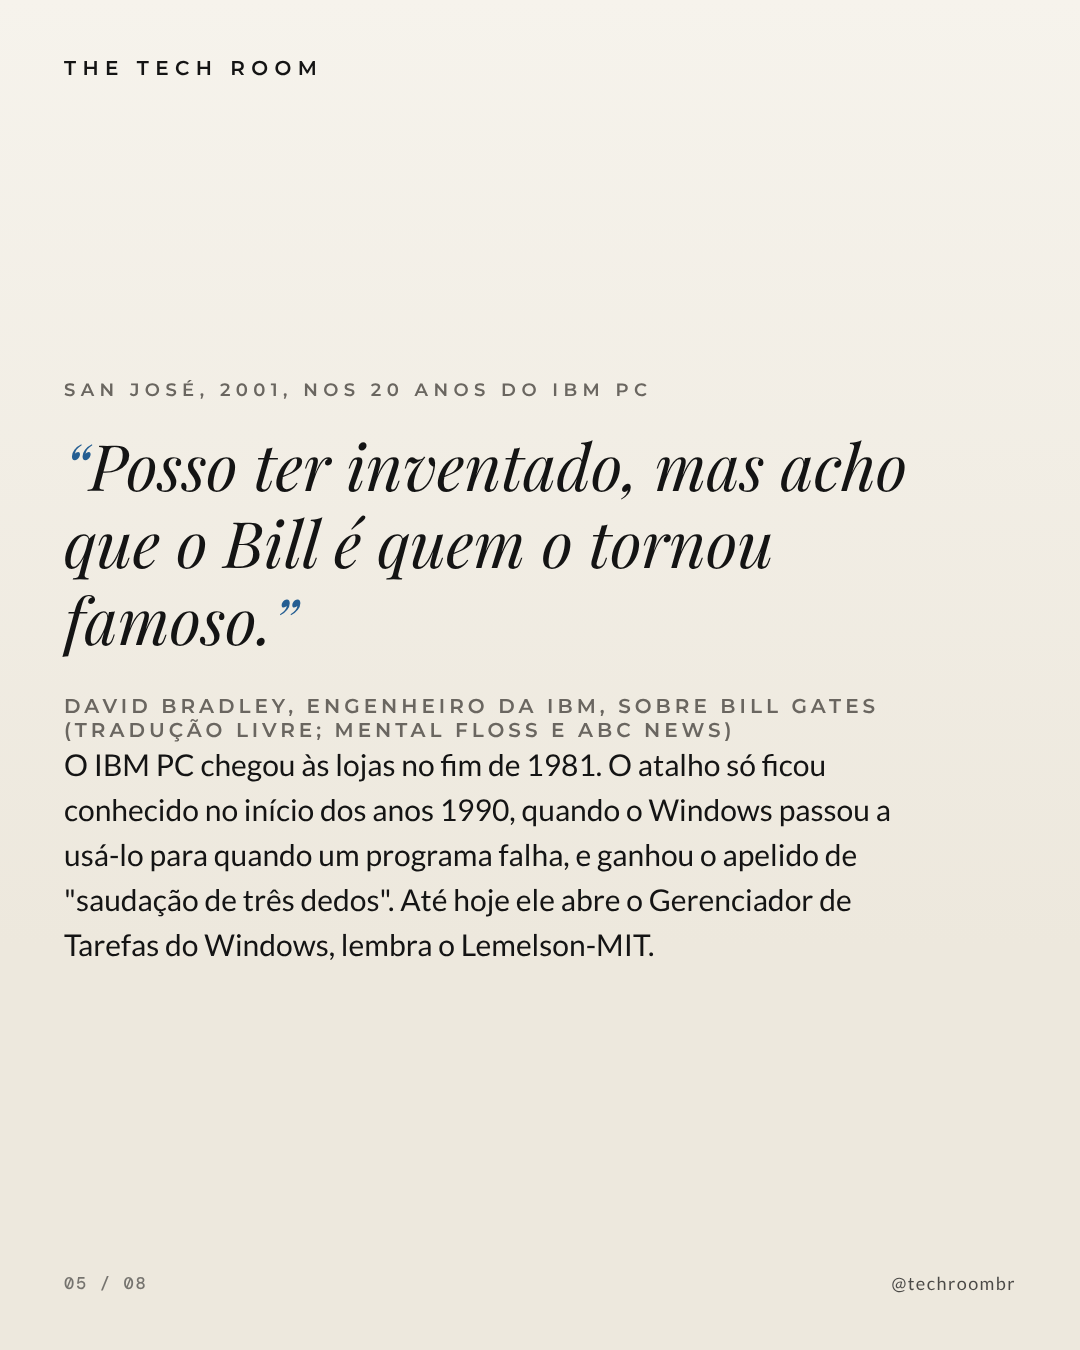 THE TECH ROOM
SAN JOSÉ, 2001, NOS 20 ANOS DO IBM PC
“Posso ter inventado, mas acho
que o Bill é quem o tornou
famoso.”
DAVID BRADLEY, ENGENHEIRO DA IBM, SOBRE BILL GATES
(TRADUÇÃO LIVRE; MENTAL FLOSS E ABC NEWS)
O IBM PC chegou às lojas no fim de 1981. O atalho só ficou
conhecido no início dos anos 1990, quando o Windows passou a
usá-lo para quando um programa falha, e ganhou o apelido de
"saudação de três dedos". Até hoje ele abre o Gerenciador de
Tarefas do Windows, lembra o Lemelson-MIT.
05 / 08
@techroombr